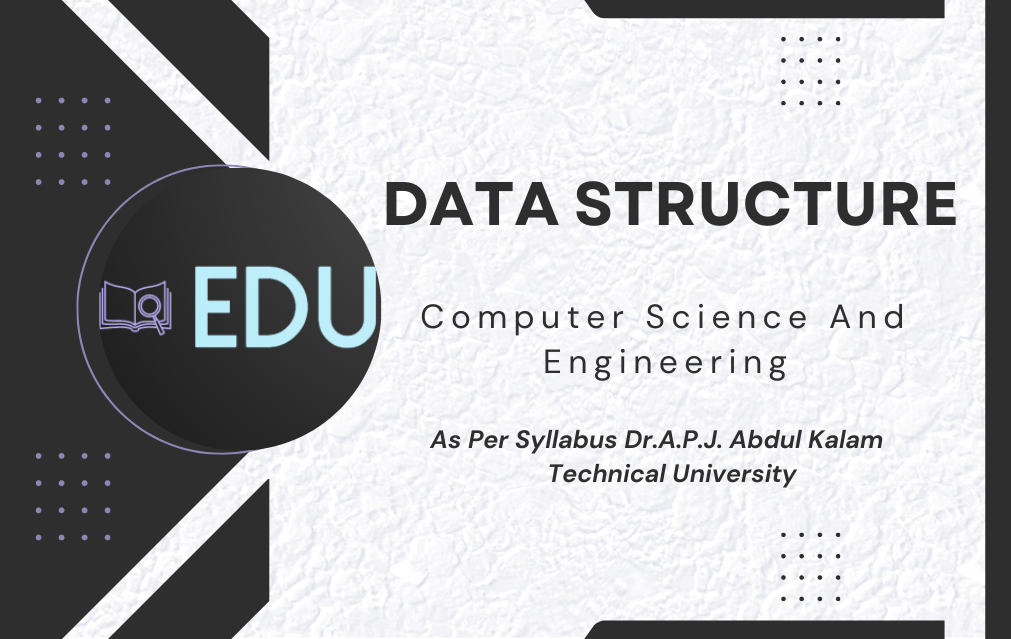 EDU
DATA STRUCTURE
Computer Science And
Engineering
As Per Syllabus Dr.A.P.J. Abdul Kalam
Technical University